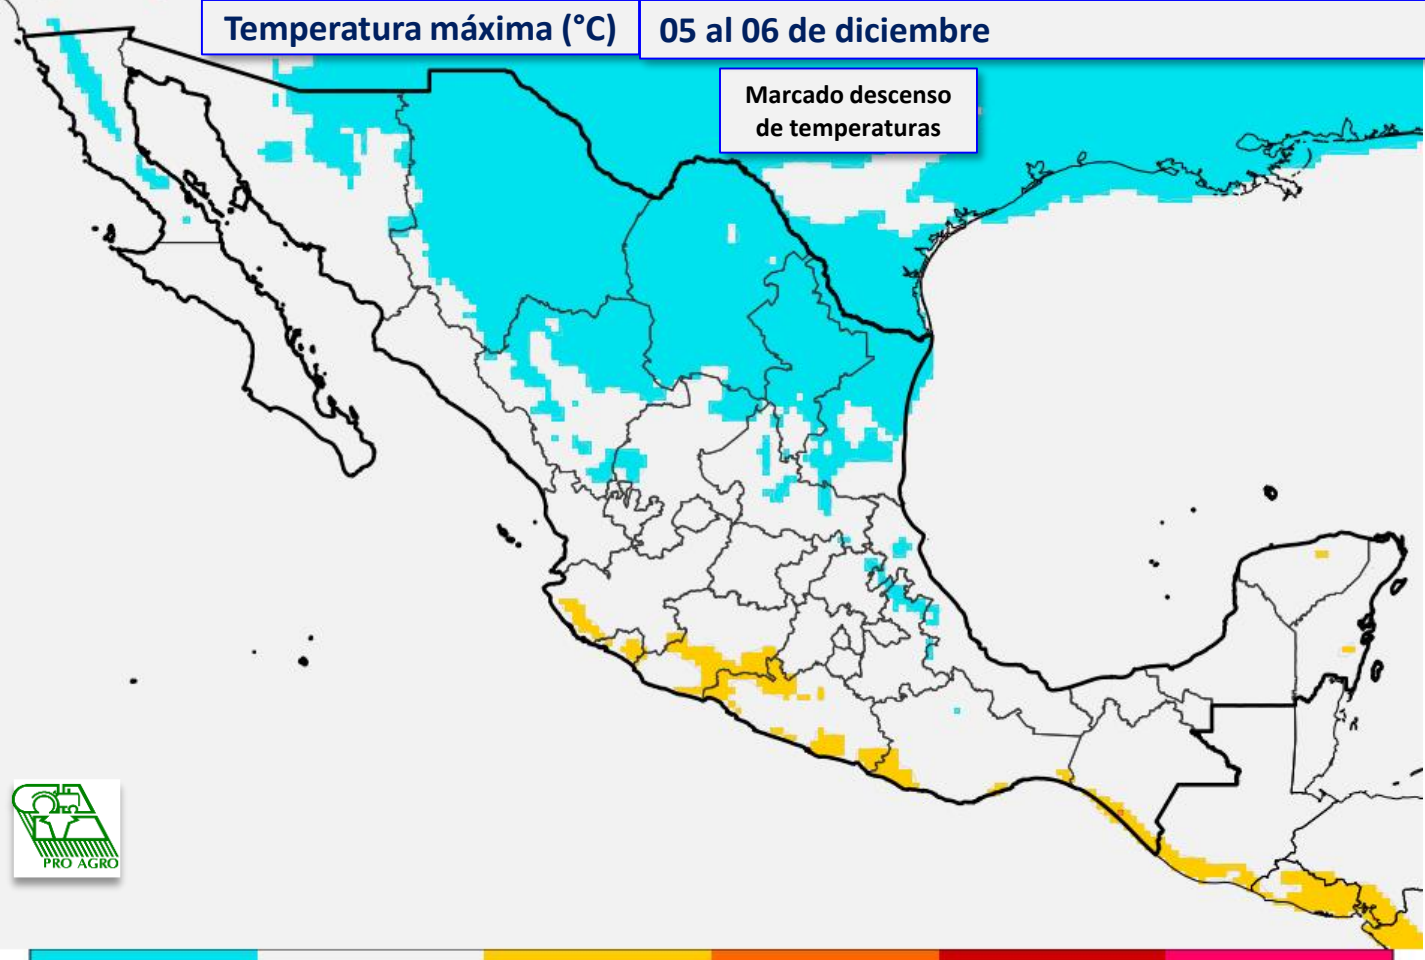 Temperatura máxima (°C)
05 al 06 de diciembre
Marcado descenso
de temperaturas
PRO AGRO